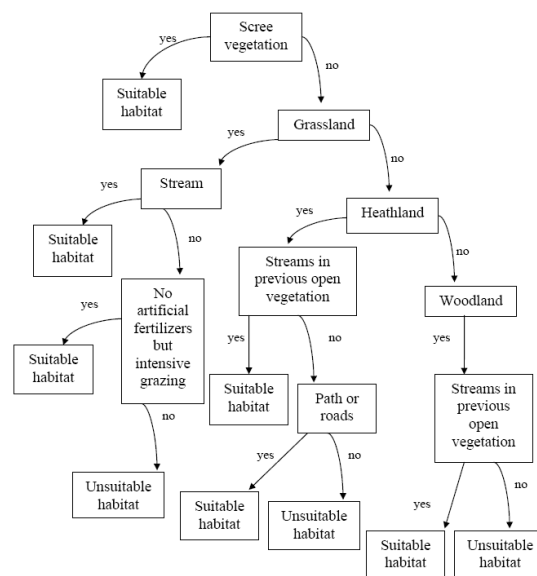 Scree
vegetation
yes
no
Suitable
habitat
Grassland
yes
no
Stream
Heathland
yes
no
yes
no
Suitable
habitat
Streams in
previous open
vegetation
Woodland
No
artificial
fertilizers
but
intensive
grazing
yes
no
Suitable
habitat
yes
no
Suitable
habitat
Path or
roads
yes
Streams in
previous
open
vegetation
Unsuitable
habitat
yes
no
Suitable
habitat
Unsuitable
habitat
yes
no
Suitable
habitat
Unsuitable
habitat